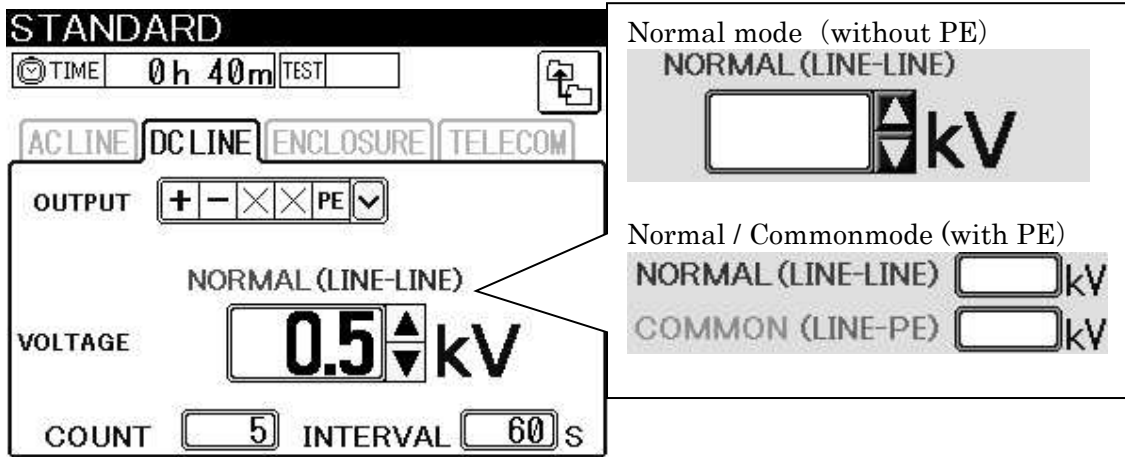 STANDARD
TIME 0h 40m TEST
AC LINE DC LINE ENCLOSURE TELECOM
OUTPUT + - × × PE
NORMAL (LINE-LINE)
VOLTAGE 0.5 kV
COUNT 5 INTERVAL 60 s
Normal mode (without PE)
NORMAL (LINE-LINE)
kV
Normal / Commonmode (with PE)
NORMAL (LINE-LINE) kV
COMMON (LINE-PE) kV